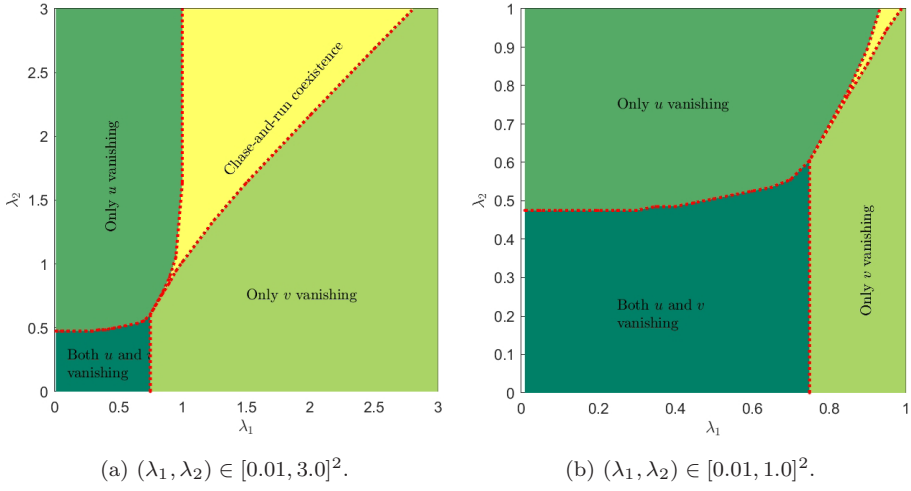 3
2.5
2
1.5
1
0.5
0
λ₂
Only u vanishing
Chase-and-run coexistence
Only v vanishing
Both u and
vanishing
0
0.5
1
1.5
2
2.5
3
λ₁
(a) (λ₁, λ₂) ∈ [0.01, 3.0]².
1
0.9
0.8
0.7
0.6
0.5
0.4
0.3
0.2
0.1
0
λ₂
Only u vanishing
Both u and v
vanishing
Only v vanishing
0
0.2
0.4
0.6
0.8
1
λ₁
(b) (λ₁, λ₂) ∈ [0.01, 1.0]².